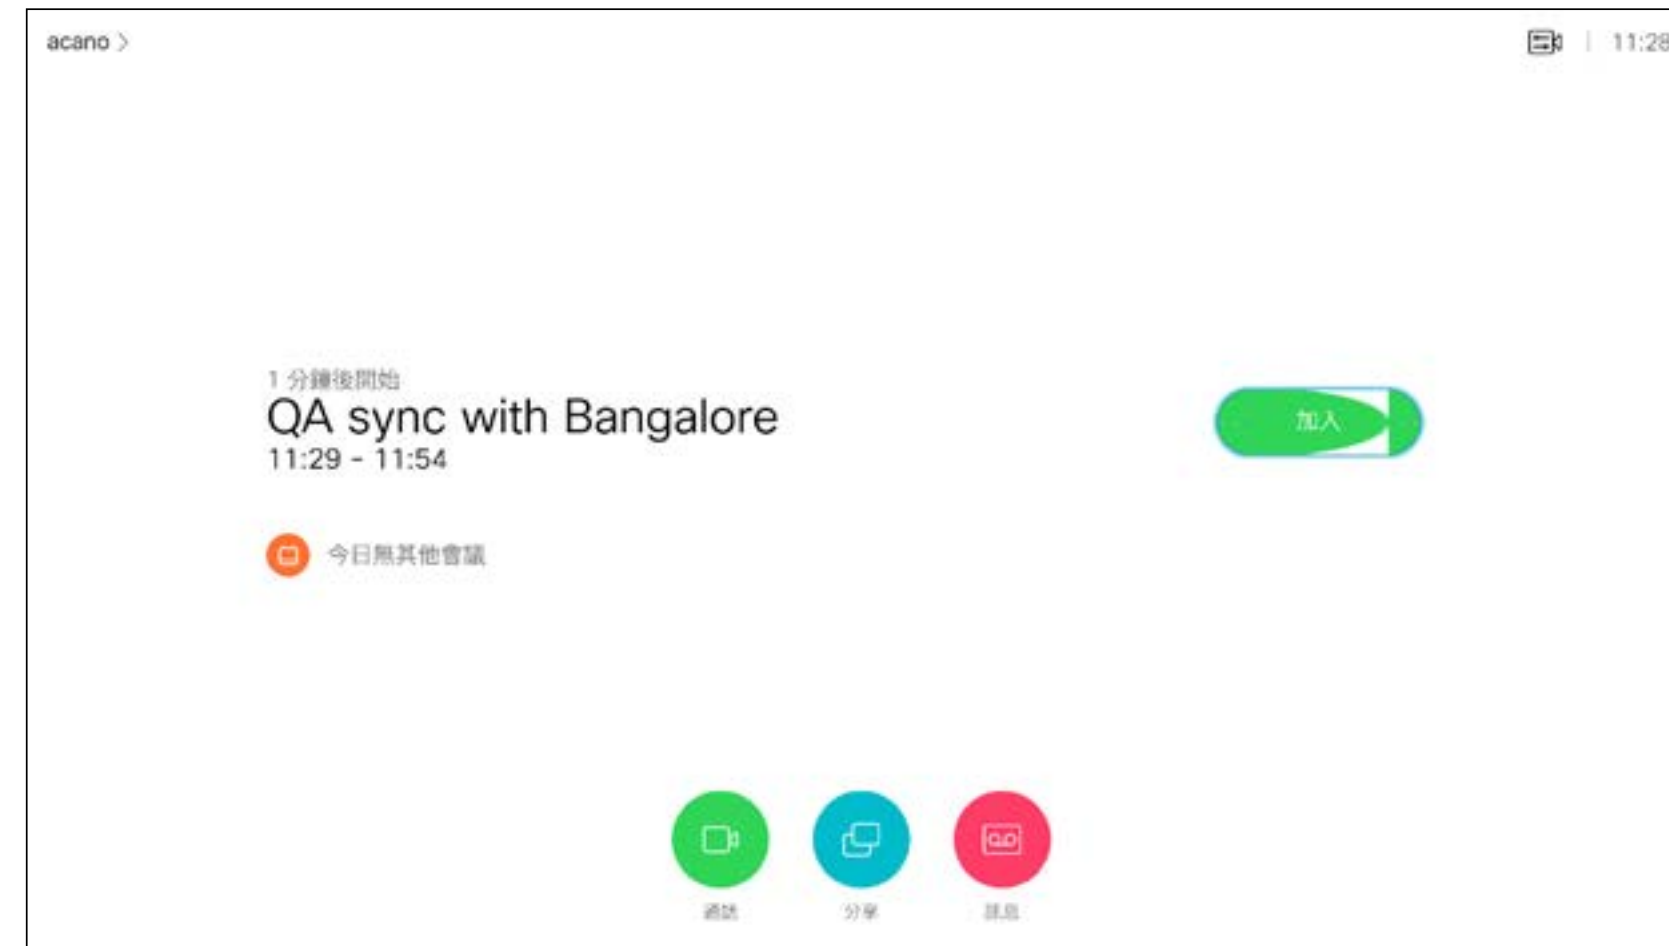 acano >
11:28
1 分鐘後開始
QA sync with Bangalore
11:29 - 11:54
加入
今日無其他會議
通話
分享
訊息